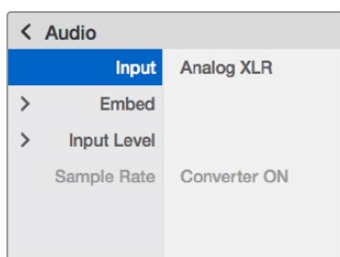 < Audio
Input Analog XLR
> Embed
> Input Level
Sample Rate Converter ON